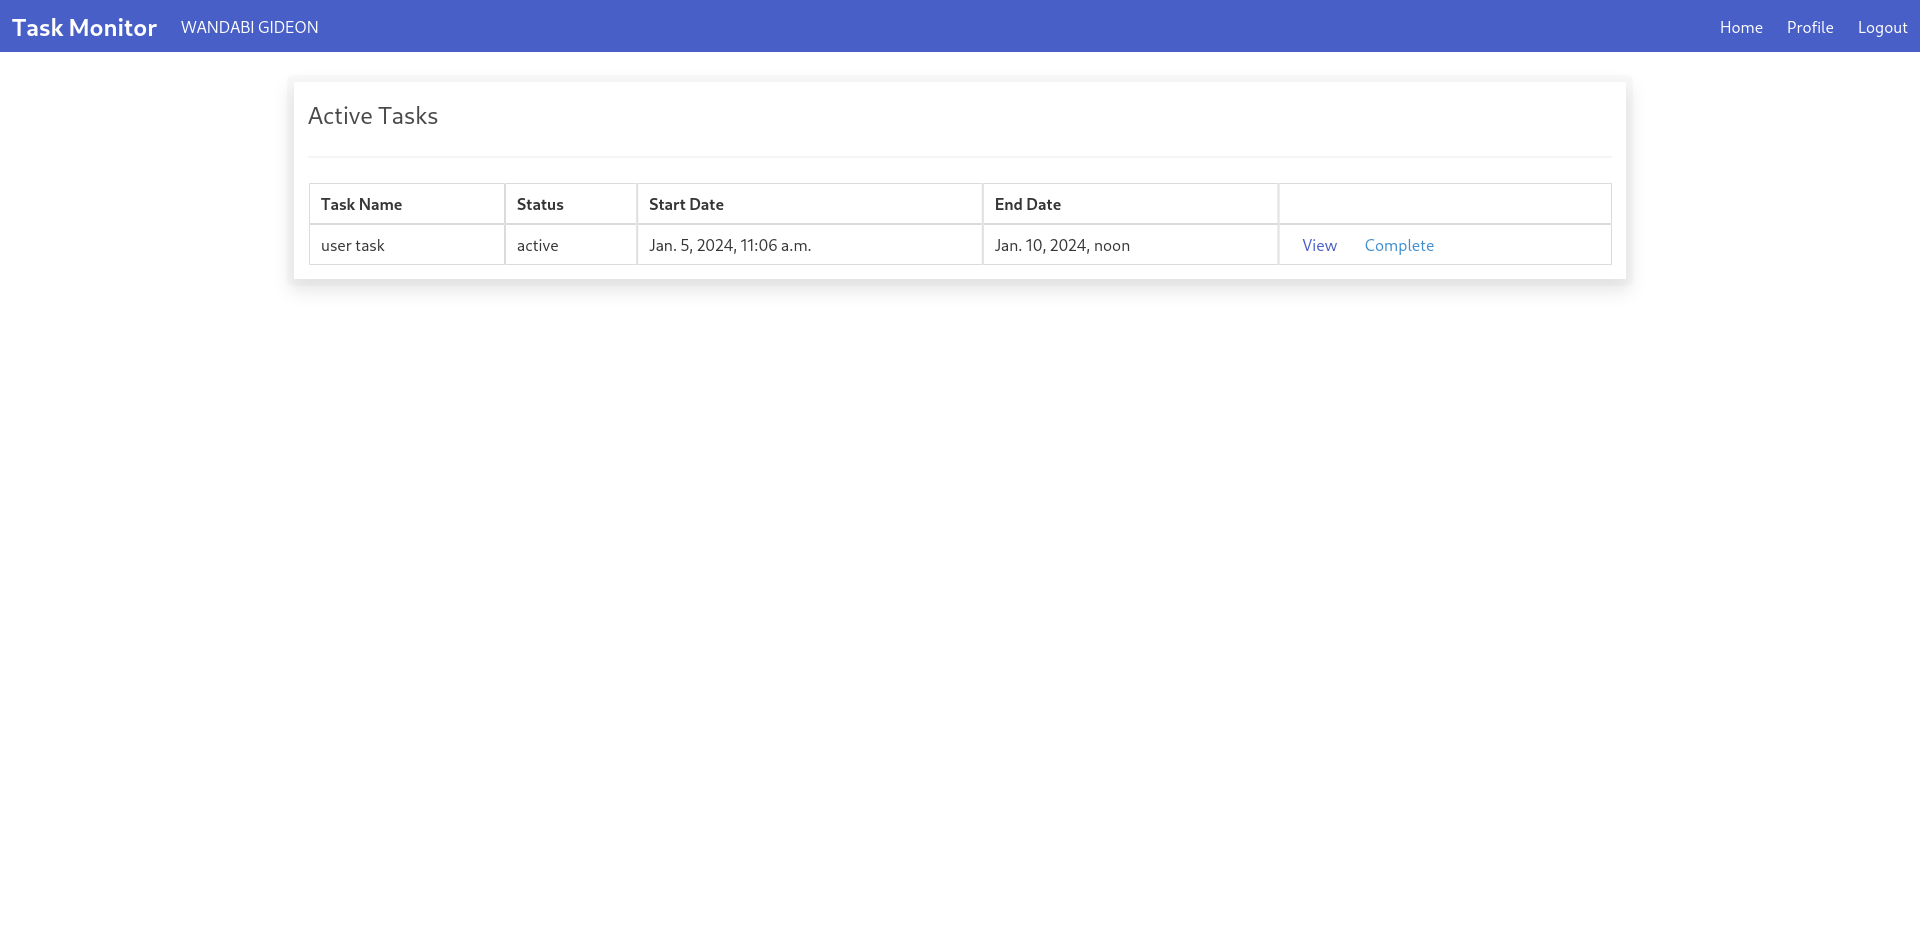 Task Monitor WANDABI GIDEON Home Profile Logout
Active Tasks
Task Name Status Start Date End Date
user task active Jan. 5, 2024, 11:06 a.m. Jan. 10, 2024, noon View Complete